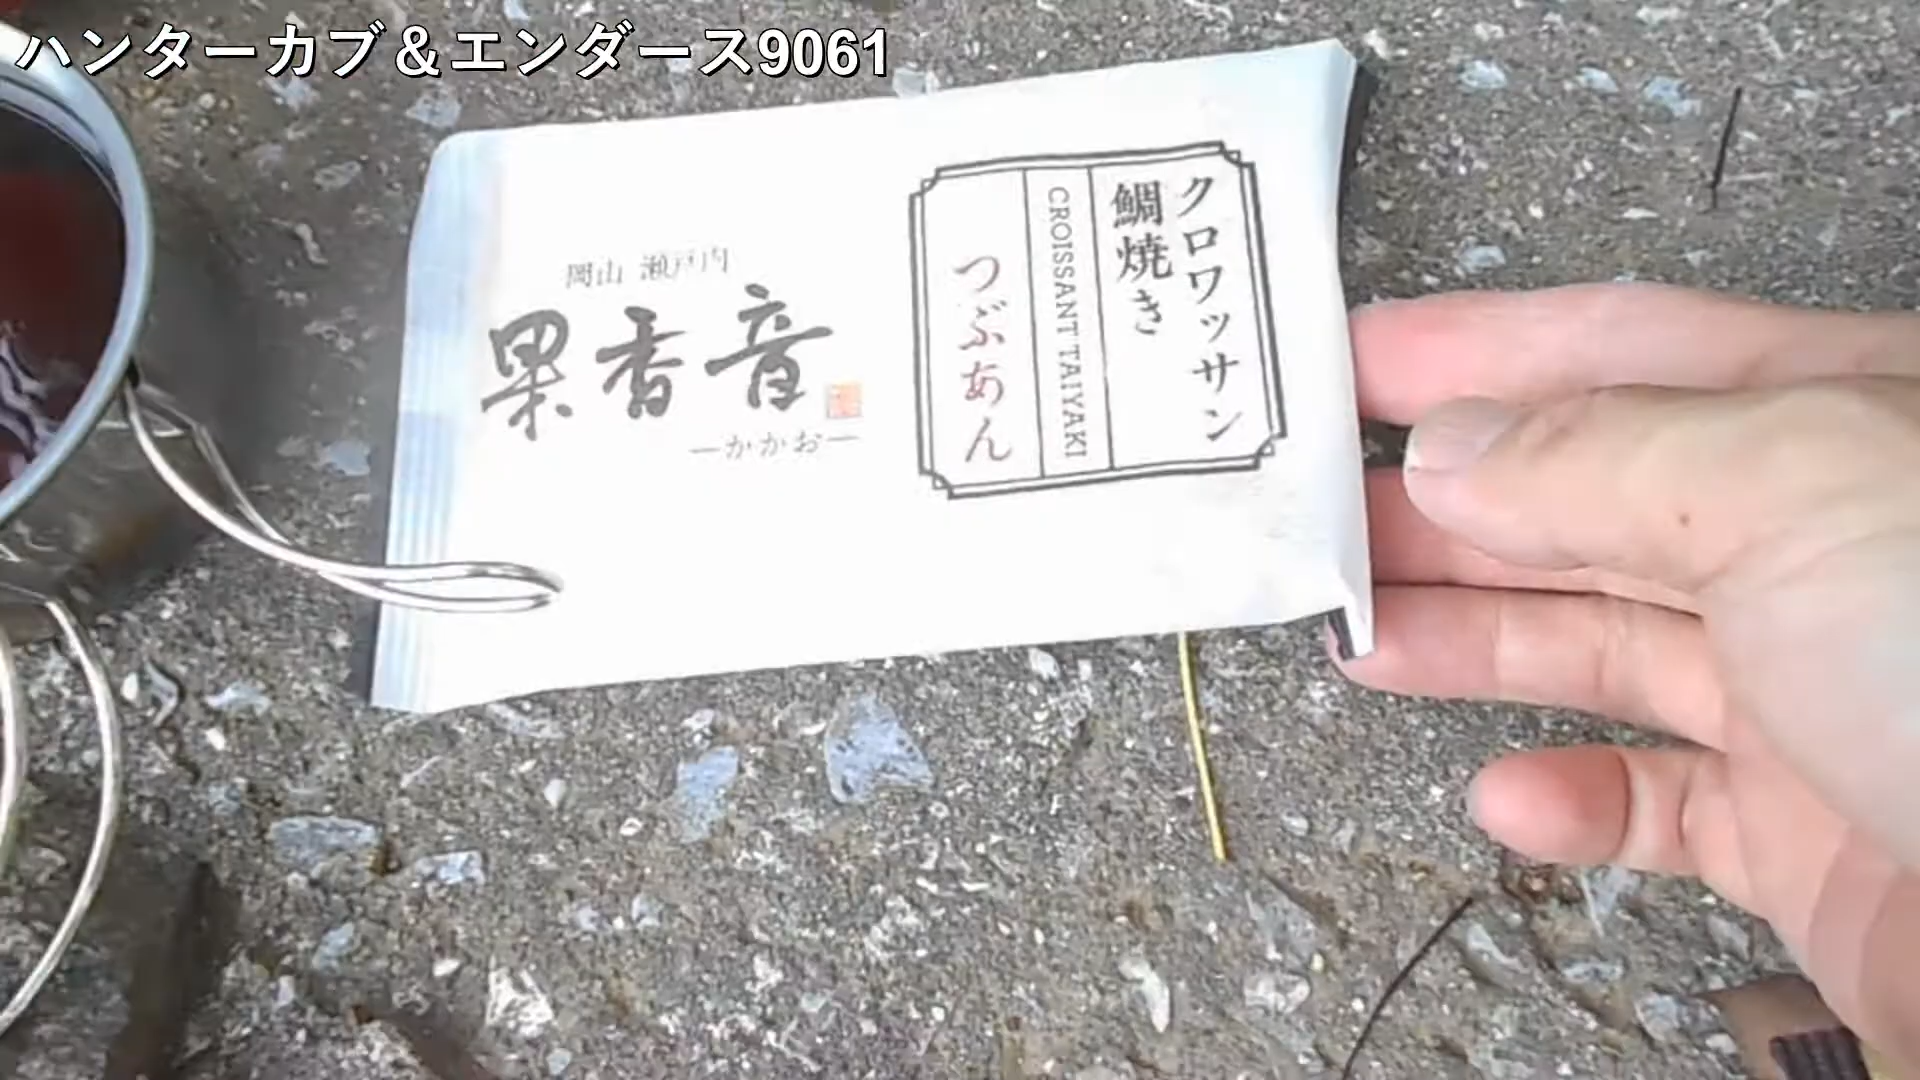 ハンターカブ&エンダース9061
岡山 瀬戸内
果香音
ーかかおー
クロワッサン
鯛焼き
CROISSANT TAIYAKI
つぶあん